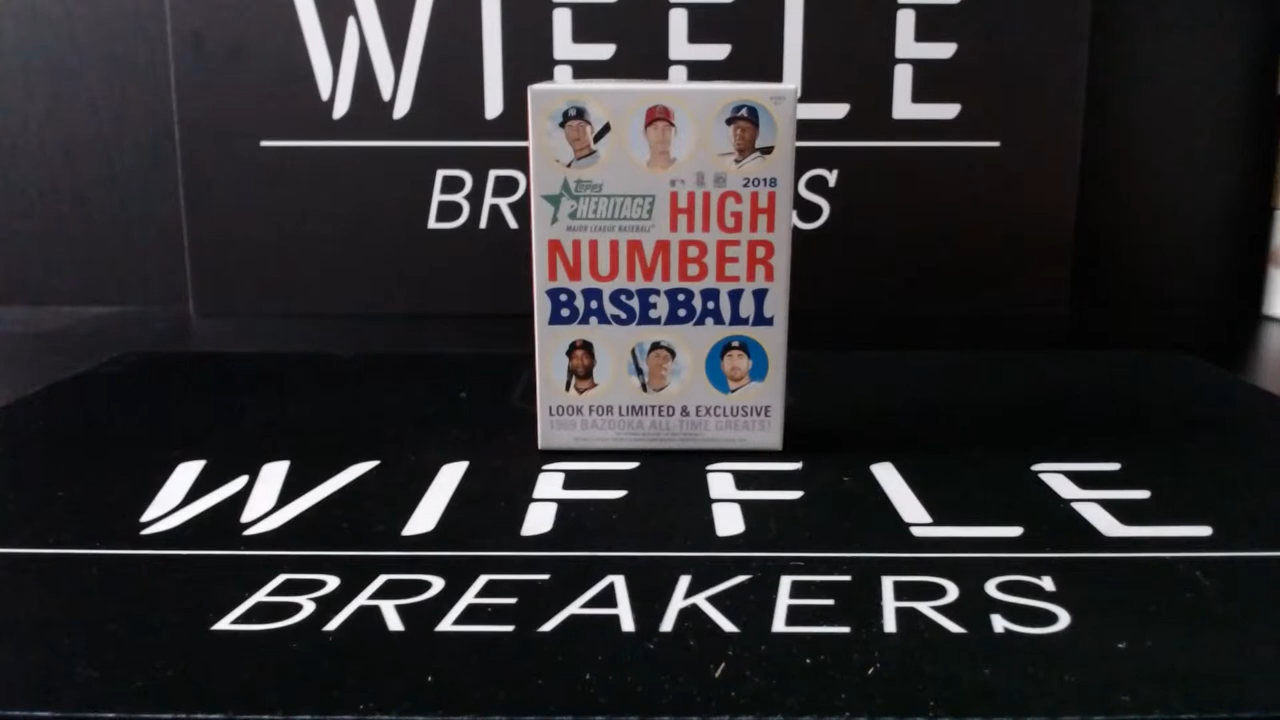 WIFFLE
BR S
TOPPS
HERITAGE
MAJOR LEAGUE BASEBALL
2018
HIGH
NUMBER
BASEBALL
LOOK FOR LIMITED & EXCLUSIVE
1969 BAZOOKA ALL-TIME GREATS!
WIFFLE
BREAKERS